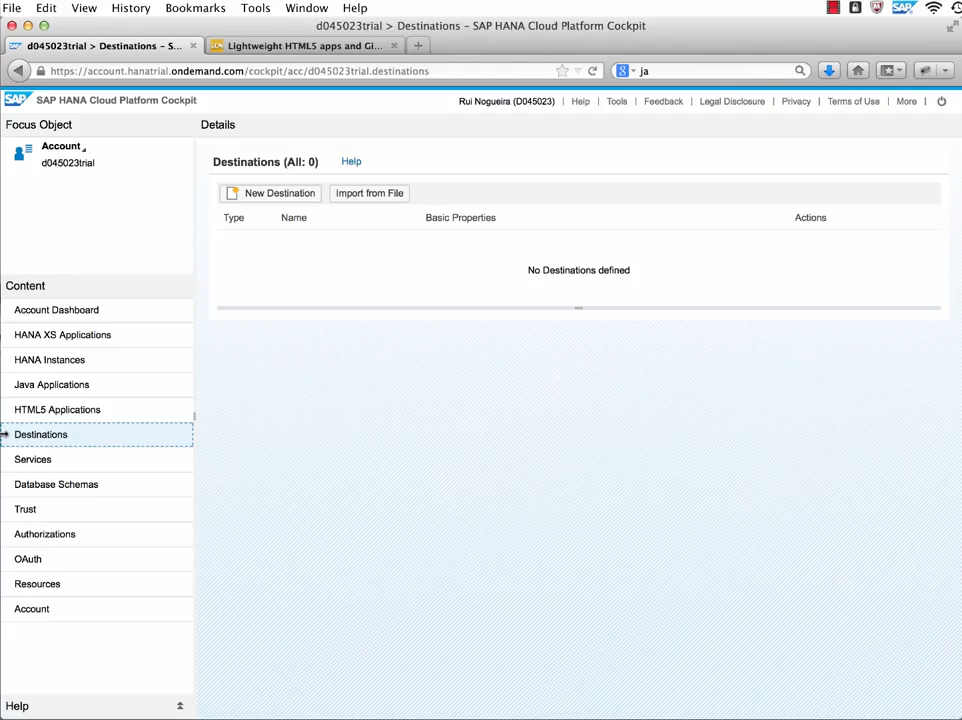 File Edit View History Bookmarks Tools Window Help
d045023trial > Destinations – SAP HANA Cloud Platform Cockpit
SAP d045023trial > Destinations – S... × SCN Lightweight HTML5 apps and Gi... × +
https://account.hanatrial.ondemand.com/cockpit/acc/d045023trial.destinations
8 ja
SAP SAP HANA Cloud Platform Cockpit
Rui Nogueira (D045023) | Help | Tools | Feedback | Legal Disclosure | Privacy | Terms of Use | More |
Focus Object
Details
Account
d045023trial
Destinations (All: 0) Help
New Destination Import from File
Type Name Basic Properties Actions
No Destinations defined
Content
Account Dashboard
HANA XS Applications
HANA Instances
Java Applications
HTML5 Applications
Destinations
Services
Database Schemas
Trust
Authorizations
OAuth
Resources
Account
Help